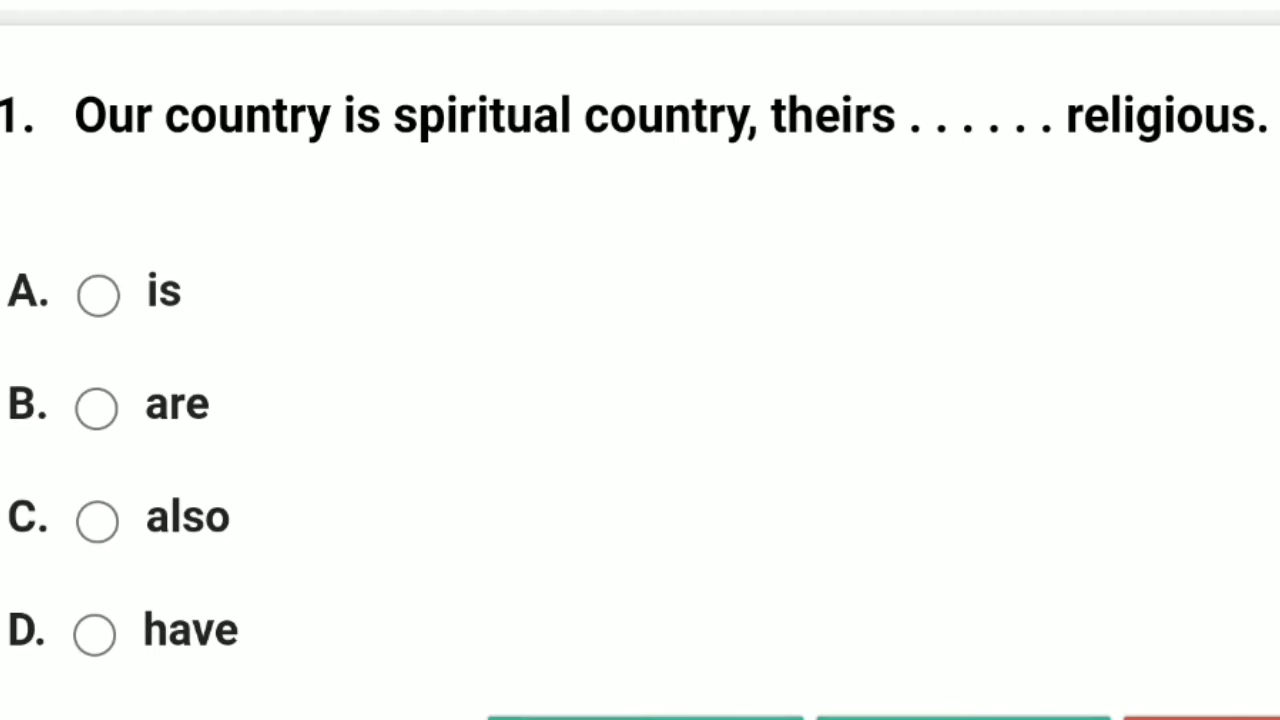 1. Our country is spiritual country, theirs . . . . . . religious.
A. is
B. are
C. also
D. have